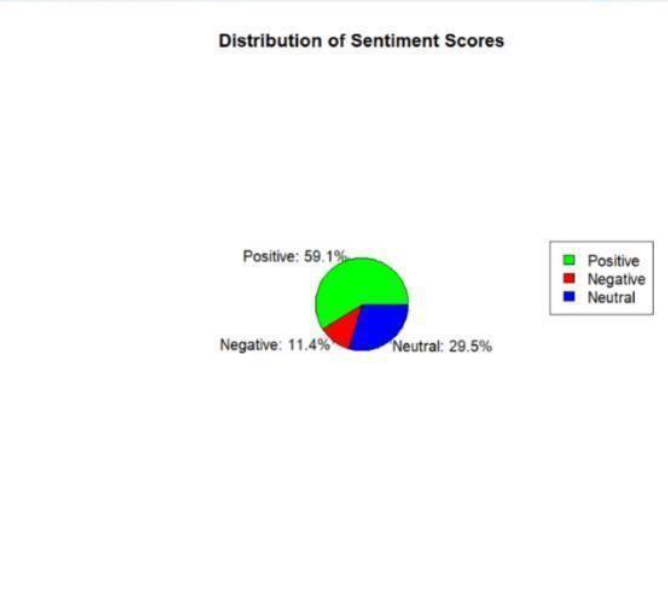 Distribution of Sentiment Scores
Positive: 59.1%
Positive
Negative
Neutral
Negative: 11.4%
Neutral: 29.5%